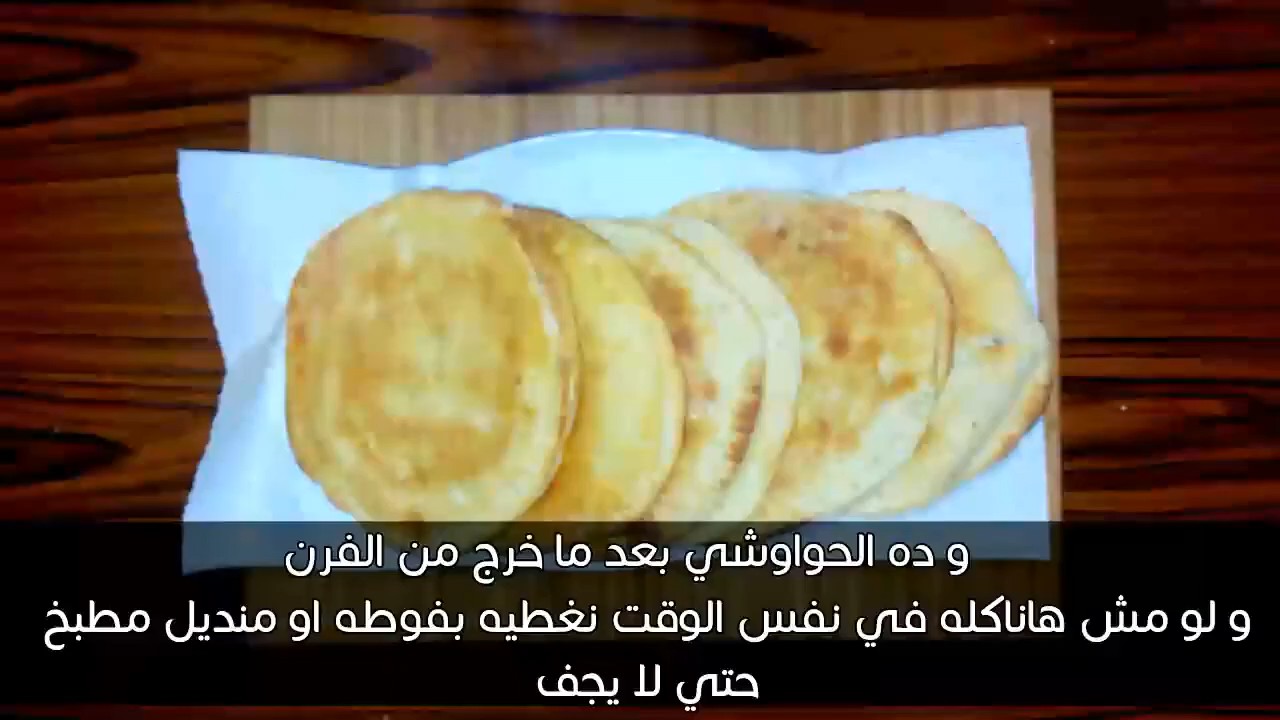 و ده الحواوشي بعد ما خرج من الفرن
و لو مش هاناكله في نفس الوقت نغطيه بفوطه او منديل مطبخ
حتي لا يجف